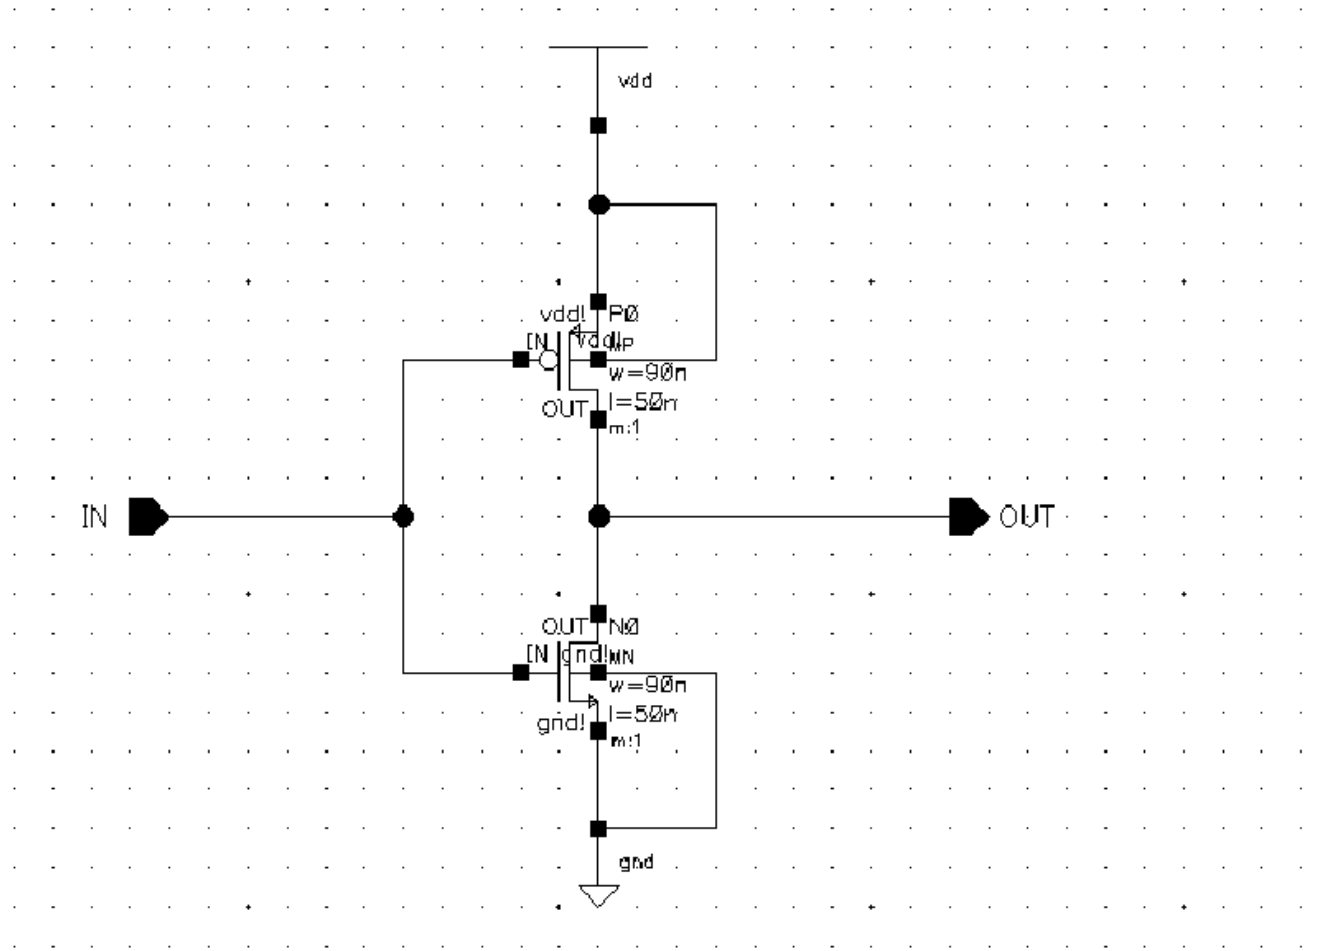 vdd
vdd! P0
IN vdd! MP
w=90n
l=50n
OUT
m:1
IN
OUT
OUT N0
IN gnd! MN
w=90n
l=50n
gnd!
m:1
gnd